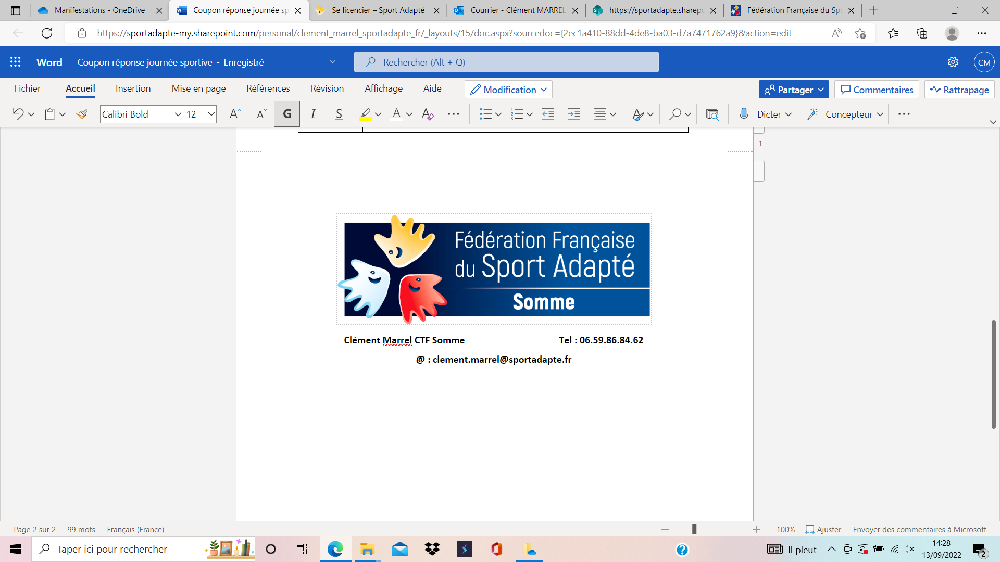 Manifestations - OneDrive
Coupon réponse journée sp
Se licencier – Sport Adapté
Courrier - Clément MARREL
https://sportadapte.sharepo
Fédération Française du Sp
https://sportadapte-my.sharepoint.com/personal/clement_marrel_sportadapte_fr/_layouts/15/doc.aspx?sourcedoc={2ec1a410-88dd-4de8-ba03-d7a7471762a9}&action=edit
Word Coupon réponse journée sportive - Enregistré
Rechercher (Alt + Q)
CM
Fichier Accueil Insertion Mise en page Références Révision Affichage Aide Modification Partager Commentaires Rattrapage
Calibri Bold 12 G I S Dicter Concepteur
1
Fédération Française
du Sport Adapté
Somme
Clément Marrel CTF Somme Tel : 06.59.86.84.62
@ : clement.marrel@sportadapte.fr
Page 2 sur 2 99 mots Français (France) 100% Ajuster Envoyer des commentaires à Microsoft
Taper ici pour rechercher
Il pleut
14:28
13/09/2022
2